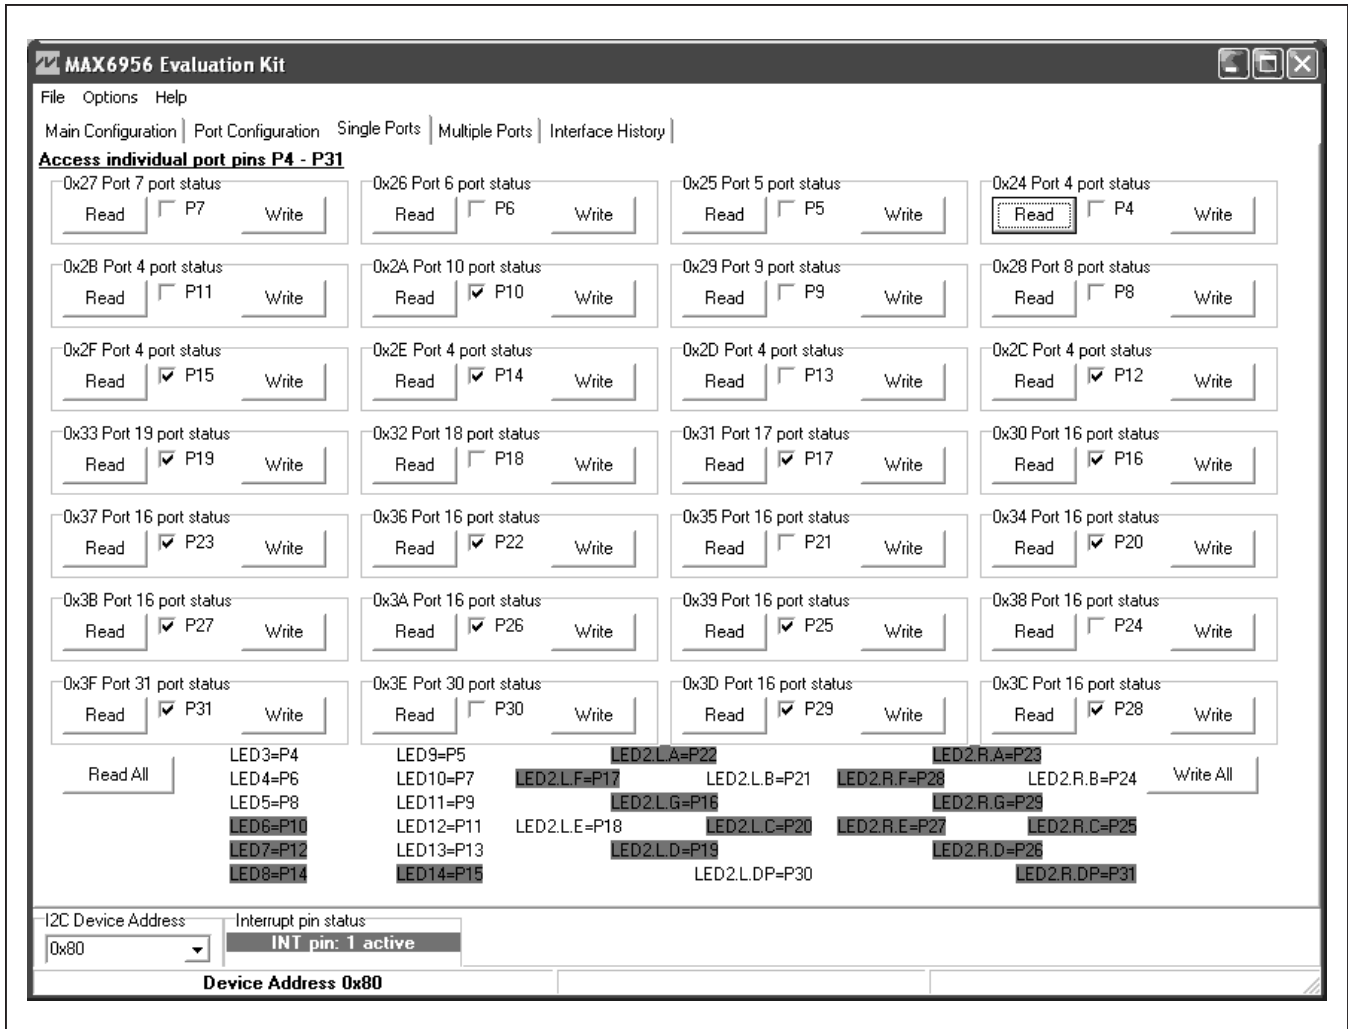 MAX6956 Evaluation Kit
File Options Help
Main Configuration Port Configuration Single Ports Multiple Ports Interface History
Access individual port pins P4 - P31
0x27 Port 7 port status 0x26 Port 6 port status 0x25 Port 5 port status 0x24 Port 4 port status
Read P7 Write Read P6 Write Read P5 Write Read P4 Write
0x2B Port 4 port status 0x2A Port 10 port status 0x29 Port 9 port status 0x28 Port 8 port status
Read P11 Write Read P10 Write Read P9 Write Read P8 Write
0x2F Port 4 port status 0x2E Port 4 port status 0x2D Port 4 port status 0x2C Port 4 port status
Read P15 Write Read P14 Write Read P13 Write Read P12 Write
0x33 Port 19 port status 0x32 Port 18 port status 0x31 Port 17 port status 0x30 Port 16 port status
Read P19 Write Read P18 Write Read P17 Write Read P16 Write
0x37 Port 16 port status 0x36 Port 16 port status 0x35 Port 16 port status 0x34 Port 16 port status
Read P23 Write Read P22 Write Read P21 Write Read P20 Write
0x3B Port 16 port status 0x3A Port 16 port status 0x39 Port 16 port status 0x38 Port 16 port status
Read P27 Write Read P26 Write Read P25 Write Read P24 Write
0x3F Port 31 port status 0x3E Port 30 port status 0x3D Port 16 port status 0x3C Port 16 port status
Read P31 Write Read P30 Write Read P29 Write Read P28 Write
LED3=P4 LED9=P5 LED2.L.A=P22 LED2.R.A=P23
Read All LED4=P6 LED10=P7 LED2.L.F=P17 LED2.L.B=P21 LED2.R.F=P28 LED2.R.B=P24 Write All
LED5=P8 LED11=P9 LED2.L.G=P16 LED2.R.G=P29
LED6=P10 LED12=P11 LED2.L.E=P18 LED2.L.C=P20 LED2.R.E=P27 LED2.R.C=P25
LED7=P12 LED13=P13 LED2.L.D=P19 LED2.R.D=P26
LED8=P14 LED14=P15 LED2.L.DP=P30 LED2.R.DP=P31
I2C Device Address Interrupt pin status
0x80 INT pin: 1 active
Device Address 0x80